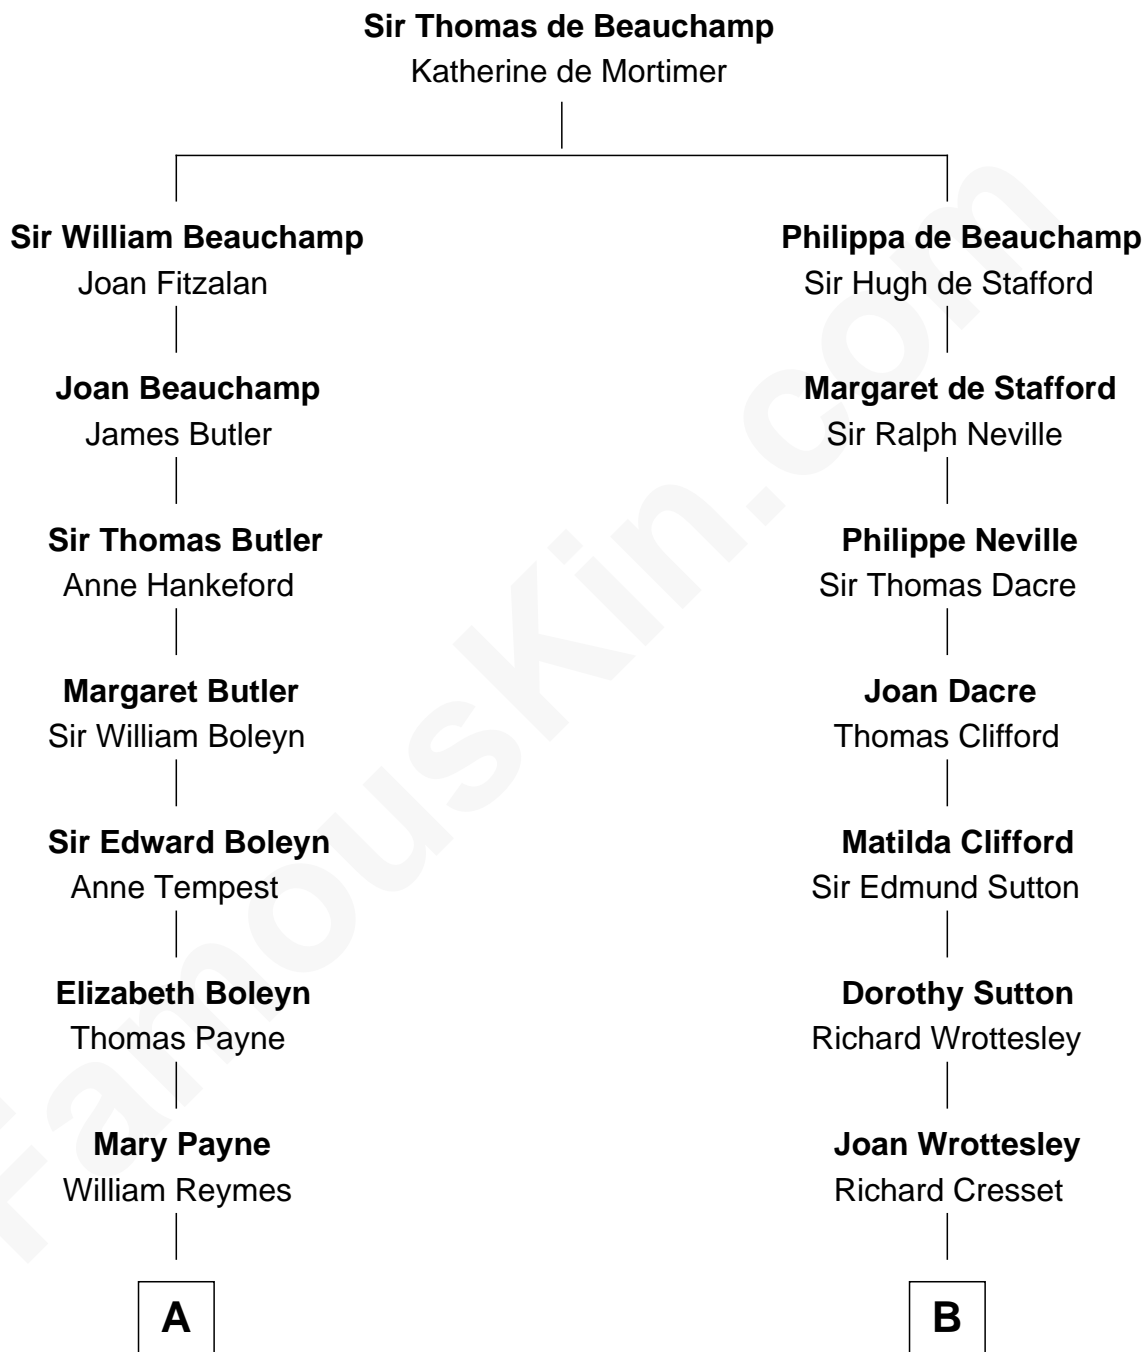 Sir Thomas de Beauchamp
Katherine de Mortimer
Sir William Beauchamp
Joan Fitzalan
Philippa de Beauchamp
Sir Hugh de Stafford
Joan Beauchamp
James Butler
Margaret de Stafford
Sir Ralph Neville
Sir Thomas Butler
Anne Hankeford
Philippe Neville
Sir Thomas Dacre
Margaret Butler
Sir William Boleyn
Joan Dacre
Thomas Clifford
Sir Edward Boleyn
Anne Tempest
Matilda Clifford
Sir Edmund Sutton
Elizabeth Boleyn
Thomas Payne
Dorothy Sutton
Richard Wrottesley
Mary Payne
William Reymes
Joan Wrottesley
Richard Cresset
A
B
FamousKin.com